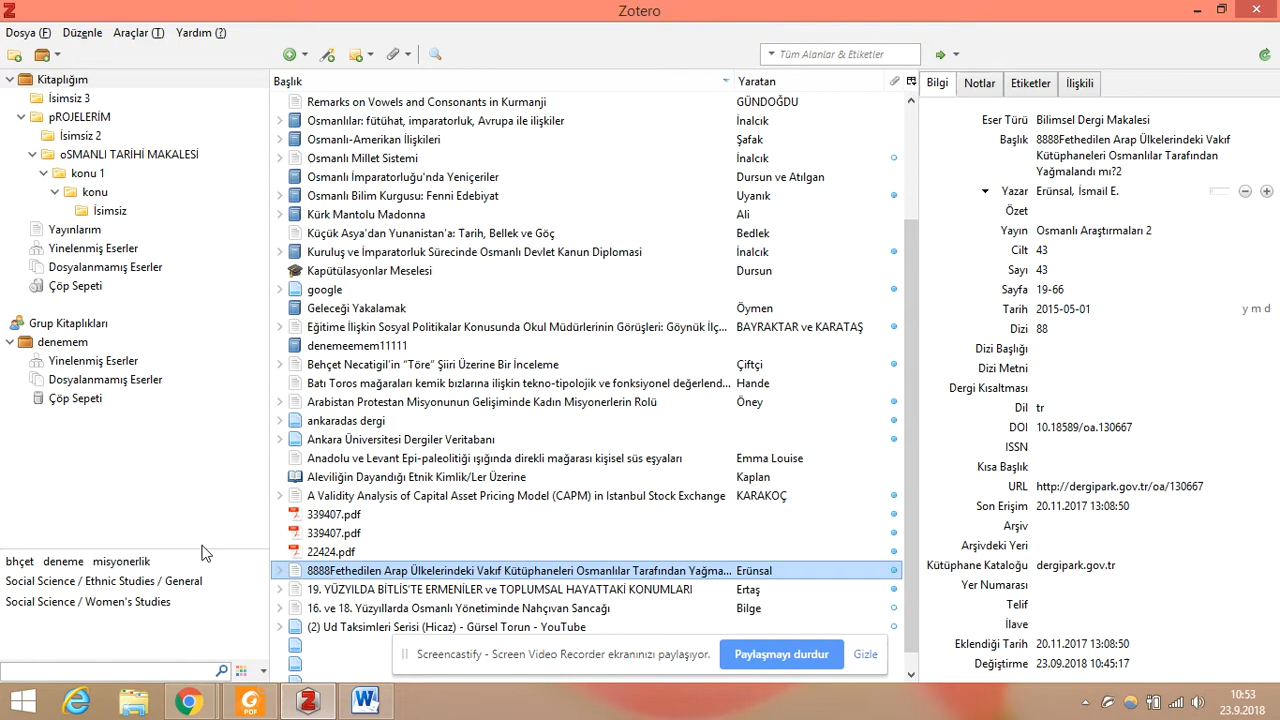 Zotero
Dosya (F) Düzenle Araçlar (T) Yardım (?)
Tüm Alanlar & Etiketler
Kitaplığım
İsimsiz 3
pROJELERİM
İsimsiz 2
oSMANLI TARİHİ MAKALESİ
konu 1
konu
İsimsiz
Yayınlarım
Yinelenmiş Eserler
Dosyalanmamış Eserler
Çöp Sepeti
Grup Kitaplıkları
denemem
Yinelenmiş Eserler
Dosyalanmamış Eserler
Çöp Sepeti
bhçet deneme misyonerlik
Social Science / Ethnic Studies / General
Social Science / Women's Studies
Başlık Yaratan
Remarks on Vowels and Consonants in Kurmanji GÜNDOĞDU
Osmanlılar: fütühat, imparatorluk, Avrupa ile ilişkiler İnalcık
Osmanlı-Amerikan İlişkileri Şafak
Osmanlı Millet Sistemi İnalcık
Osmanlı İmparatorluğu'nda Yeniçeriler Dursun ve Atılgan
Osmanlı Bilim Kurgusu: Fenni Edebiyat Uyanık
Kürk Mantolu Madonna Ali
Küçük Asya'dan Yunanistan'a: Tarih, Bellek ve Göç Bedlek
Kuruluş ve İmparatorluk Sürecinde Osmanlı Devlet Kanun Diplomasi İnalcık
Kapütülasyonlar Meselesi Dursun
google
Geleceği Yakalamak Öymen
Eğitime İlişkin Sosyal Politikalar Konusunda Okul Müdürlerinin Görüşleri: Göynük İlç... BAYRAKTAR ve KARATAŞ
denemeemem11111
Behçet Necatigil'in “Töre” Şiiri Üzerine Bir İnceleme Çiftçi
Batı Toros mağaraları kemik bızlarına ilişkin tekno-tipolojik ve fonksiyonel değerlend... Hande
Arabistan Protestan Misyonunun Gelişiminde Kadın Misyonerlerin Rolü Öney
ankaradas dergi
Ankara Üniversitesi Dergiler Veritabanı
Anadolu ve Levant Epi-paleolitiği ışığında direkli mağarası kişisel süs eşyaları Emma Louise
Aleviliğin Dayandığı Etnik Kimlik/Ler Üzerine Kaplan
A Validity Analysis of Capital Asset Pricing Model (CAPM) in Istanbul Stock Exchange KARAKOÇ
339407.pdf
339407.pdf
22424.pdf
8888Fethedilen Arap Ülkelerindeki Vakıf Kütüphaneleri Osmanlılar Tarafından Yağma... Erünsal
19. YÜZYILDA BİTLİS'TE ERMENİLER ve TOPLUMSAL HAYATTAKİ KONUMLARI Ertaş
16. ve 18. Yüzyıllarda Osmanlı Yönetiminde Nahçıvan Sancağı Bilge
(2) Ud Taksimleri Serisi (Hicaz) - Gürsel Torun - YouTube
Screencastify - Screen Video Recorder ekranınızı paylaşıyor. Paylaşmayı durdur Gizle
Bilgi Notlar Etiketler İlişkili
Eser Türü Bilimsel Dergi Makalesi
Başlık 8888Fethedilen Arap Ülkelerindeki Vakıf
Kütüphaneleri Osmanlılar Tarafından
Yağmalandı mı?2
Yazar Erünsal, İsmail E.
Özet
Yayın Osmanlı Araştırmaları 2
Cilt 43
Sayı 43
Sayfa 19-66
Tarih 2015-05-01 y m d
Dizi 88
Dizi Başlığı
Dizi Metni
Dergi Kısaltması
Dil tr
DOI 10.18589/oa.130667
ISSN
Kısa Başlık
URL http://dergipark.gov.tr/oa/130667
Son Erişim 20.11.2017 13:08:50
Arşiv
Arşivdeki Yeri
Kütüphane Kataloğu dergipark.gov.tr
Yer Numarası
Telif
İlave
Eklendiği Tarih 20.11.2017 13:08:50
Değiştirme 23.09.2018 10:45:17
10:53
23.9.2018